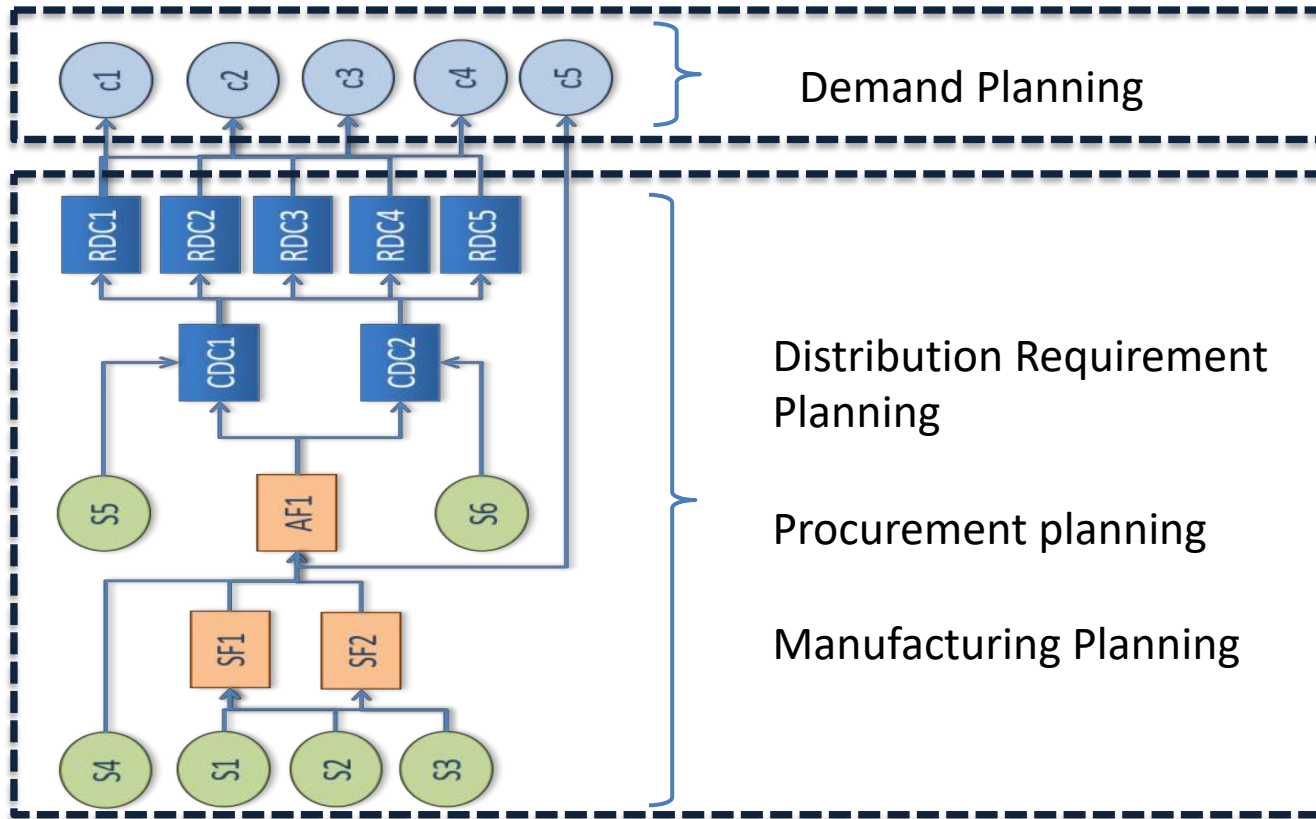 c1
c2
c3
c4
c5
Demand Planning
RDC1
RDC2
RDC3
RDC4
RDC5
CDC1
CDC2
Distribution Requirement
Planning
S5
AF1
S6
Procurement planning
SF1
SF2
Manufacturing Planning
S4
S1
S2
S3